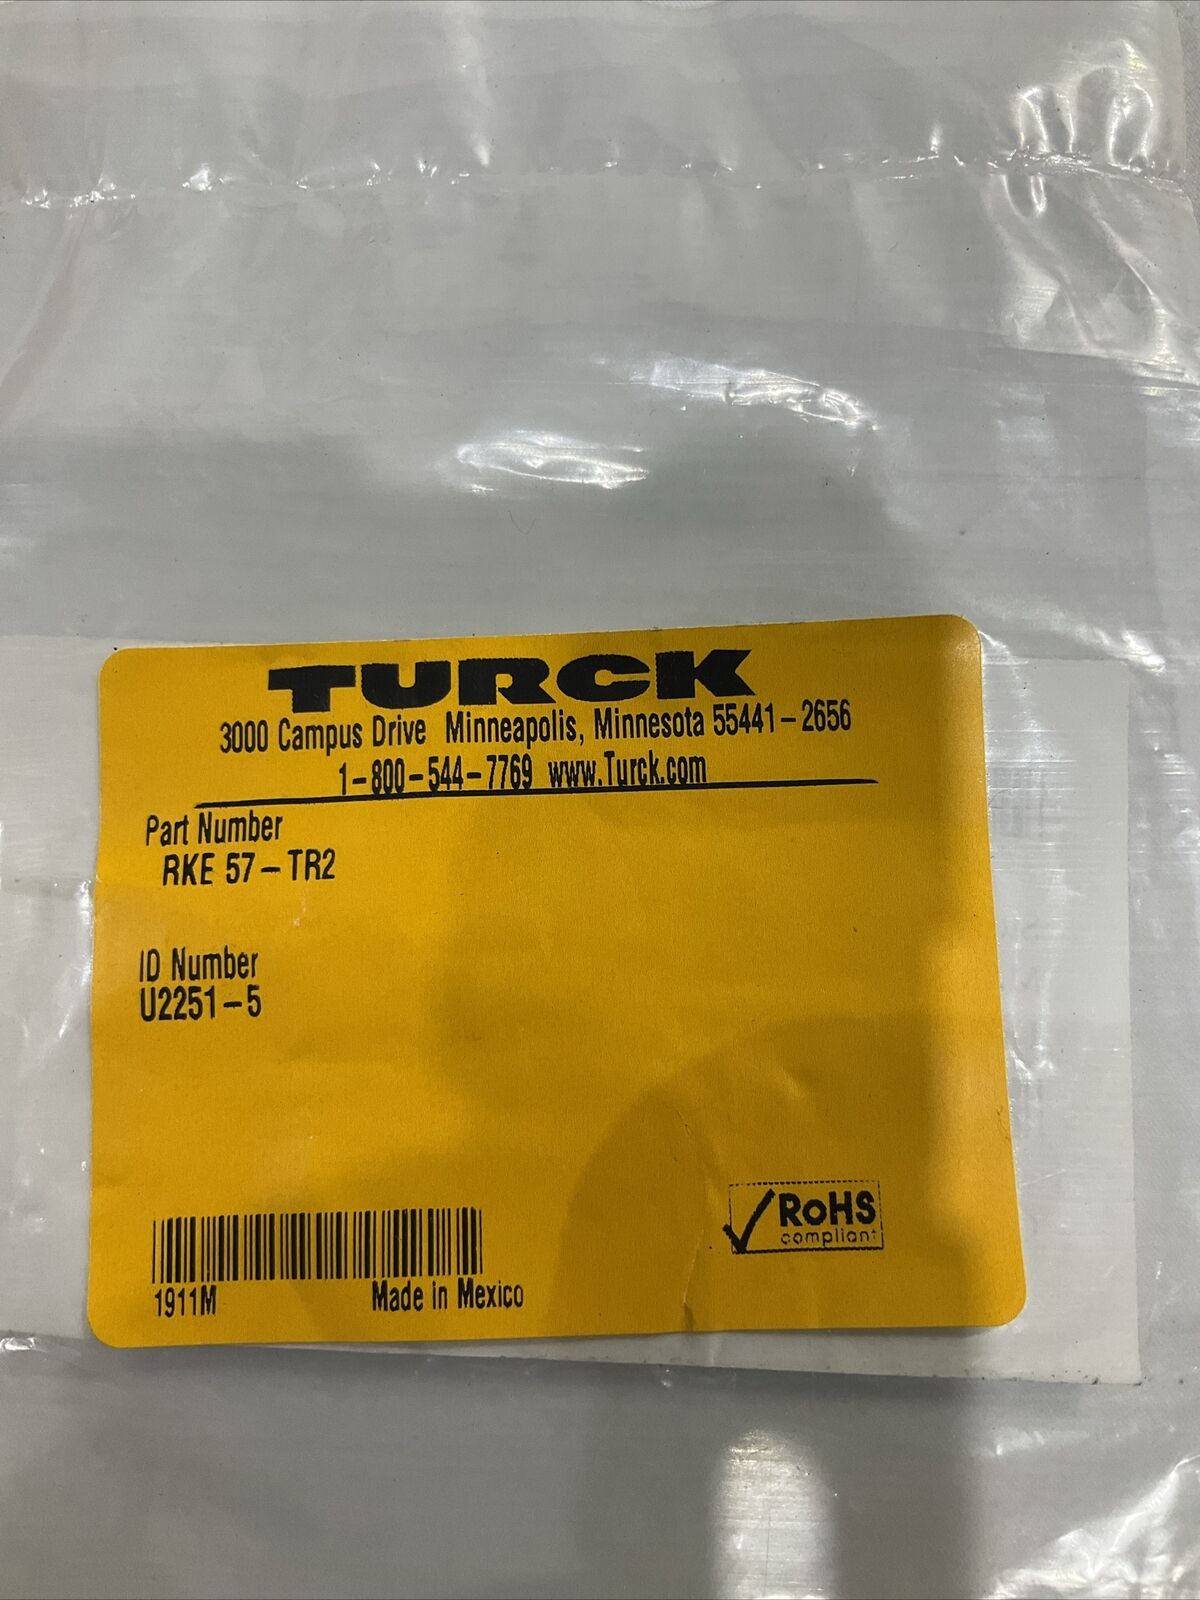 TURCK
3000 Campus Drive Minneapolis, Minnesota 55441-2656
1-800-544-7769 www.Turck.com
Part Number
RKE 57-TR2
ID Number
U2251-5
RoHS
compliant
1911M Made in Mexico